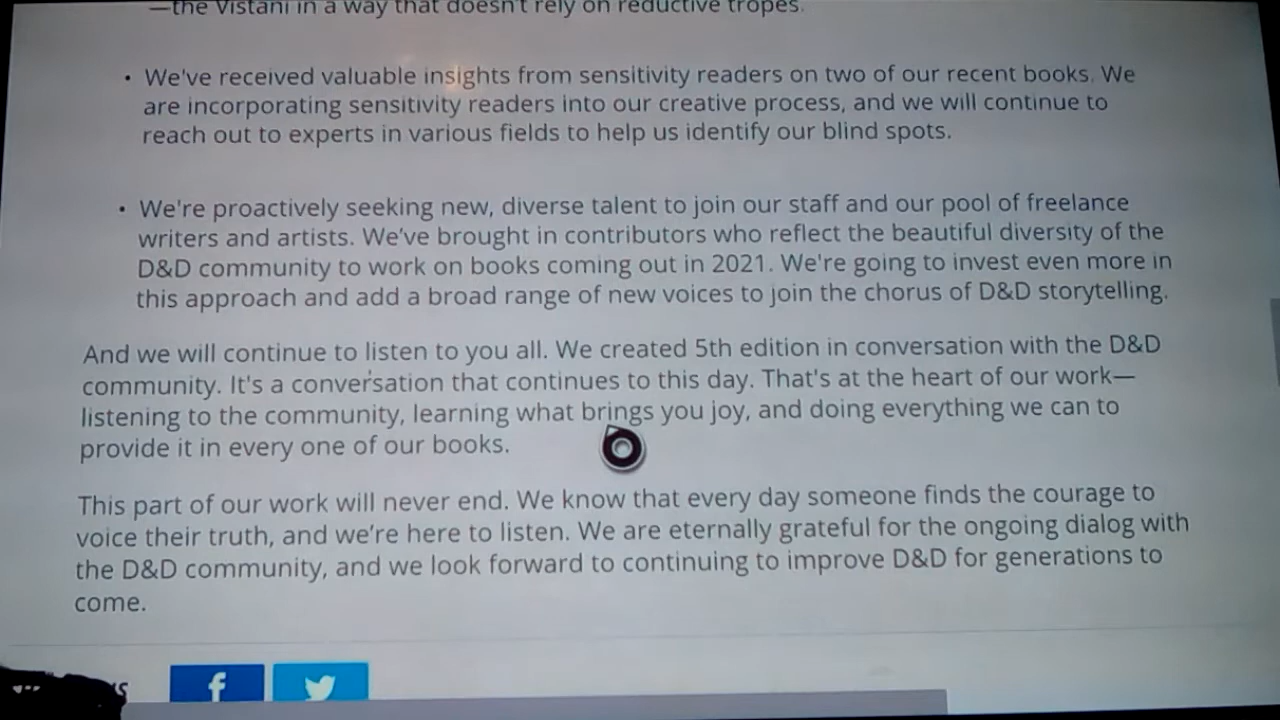 —the Vistani in a way that doesn't rely on reductive tropes.
• We've received valuable insights from sensitivity readers on two of our recent books. We
are incorporating sensitivity readers into our creative process, and we will continue to
reach out to experts in various fields to help us identify our blind spots.
• We're proactively seeking new, diverse talent to join our staff and our pool of freelance
writers and artists. We’ve brought in contributors who reflect the beautiful diversity of the
D&D community to work on books coming out in 2021. We're going to invest even more in
this approach and add a broad range of new voices to join the chorus of D&D storytelling.
And we will continue to listen to you all. We created 5th edition in conversation with the D&D
community. It's a conversation that continues to this day. That's at the heart of our work—
listening to the community, learning what brings you joy, and doing everything we can to
provide it in every one of our books.
This part of our work will never end. We know that every day someone finds the courage to
voice their truth, and we’re here to listen. We are eternally grateful for the ongoing dialog with
the D&D community, and we look forward to continuing to improve D&D for generations to
come.
f